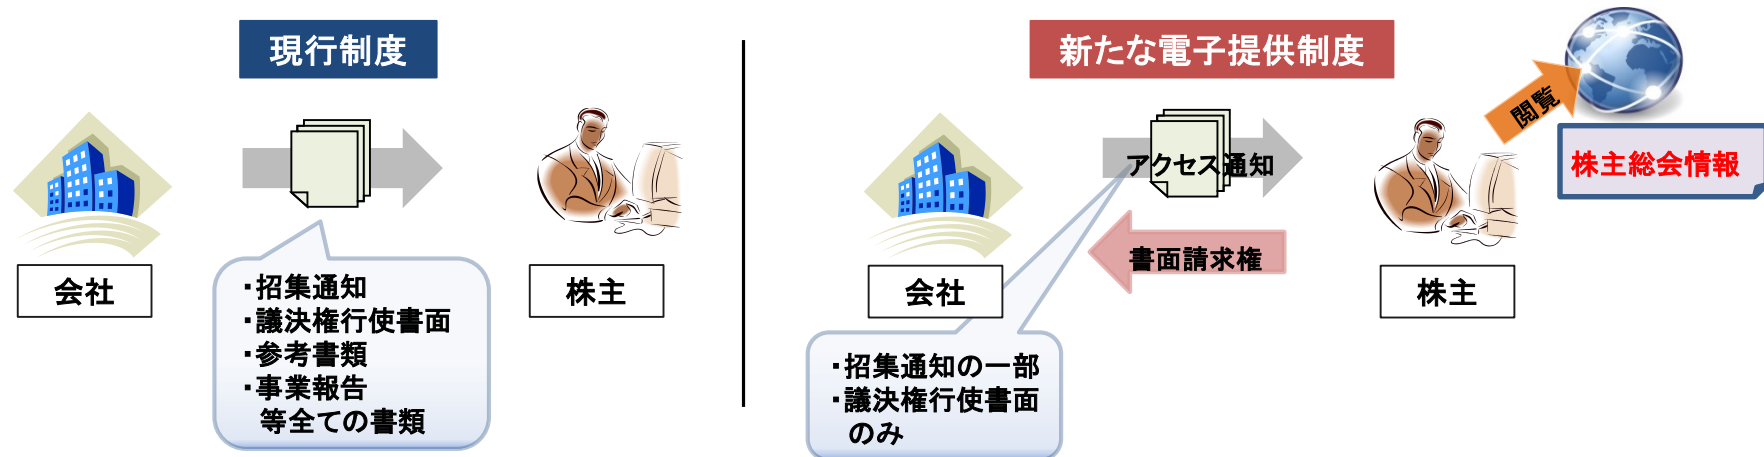 現行制度
会社
株主
・招集通知
・議決権行使書面
・参考書類
・事業報告
等全ての書類
新たな電子提供制度
閲覧
株主総会情報
アクセス通知
書面請求権
会社
株主
・招集通知の一部
・議決権行使書面
のみ